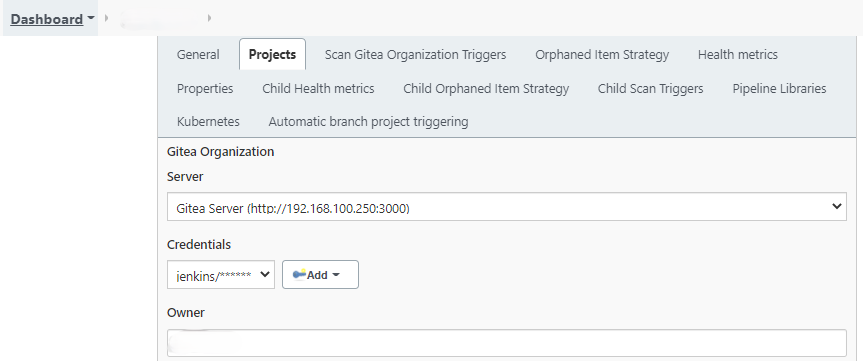 Dashboard
General Projects Scan Gitea Organization Triggers Orphaned Item Strategy Health metrics
Properties Child Health metrics Child Orphaned Item Strategy Child Scan Triggers Pipeline Libraries
Kubernetes Automatic branch project triggering
Gitea Organization
Server
Gitea Server (http://192.168.100.250:3000)
Credentials
jenkins/****** Add
Owner